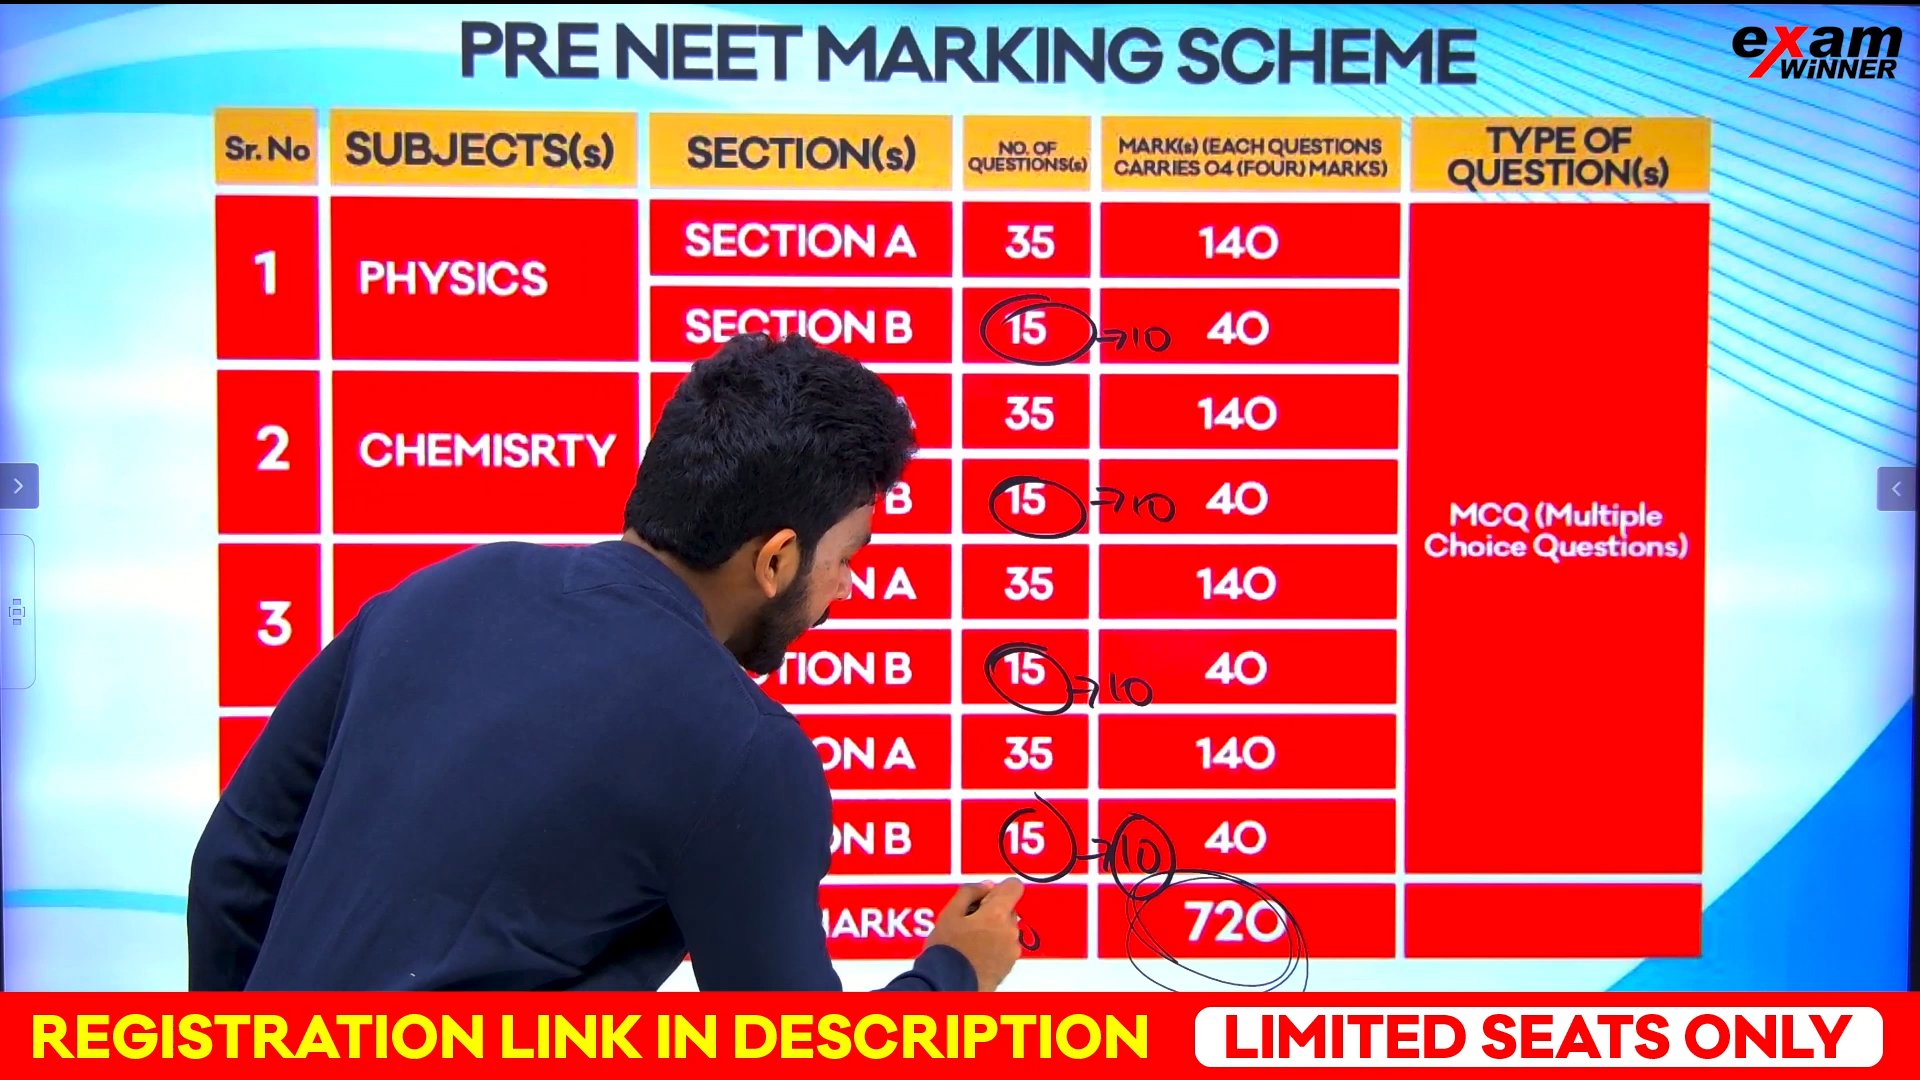 PRE NEET MARKING SCHEME
exam
WiNNER
Sr. No SUBJECTS(s) SECTION(s) NO. OF QUESTIONS(s) MARK(s) (EACH QUESTIONS CARRIES 04 (FOUR) MARKS) TYPE OF QUESTION(s)
1 PHYSICS SECTION A 35 140
SECTION B 15 →10 40
2 CHEMISRTY 35 140
B 15 →10 40
MCQ (Multiple
Choice Questions)
3 N A 35 140
TION B 15 →10 40
ON A 35 140
ON B 15 →10 40
MARKS 720
REGISTRATION LINK IN DESCRIPTION
LIMITED SEATS ONLY